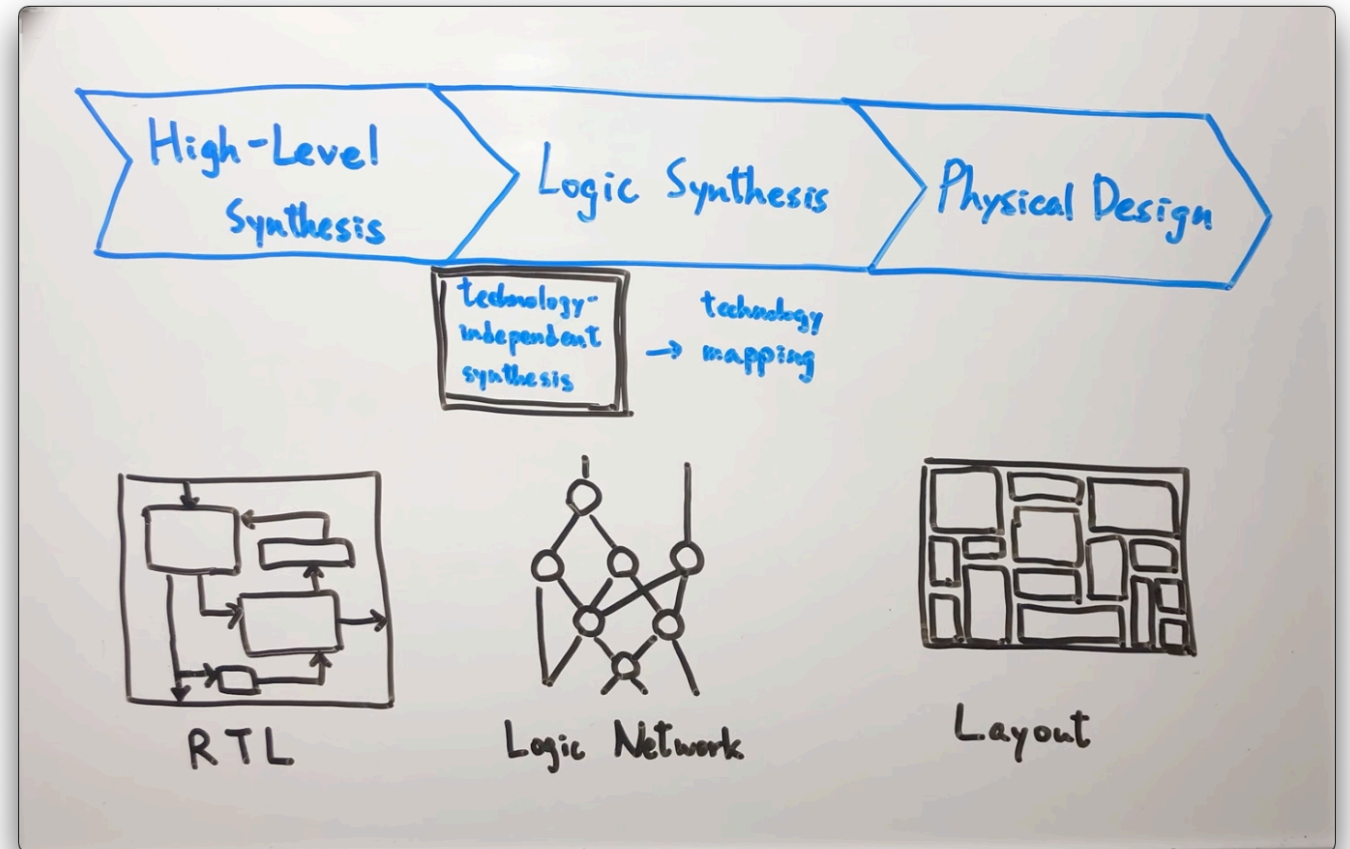 High-Level
Synthesis
Logic Synthesis
Physical Design
technology-
independent
synthesis
→ technology
mapping
RTL
Logic Network
Layout